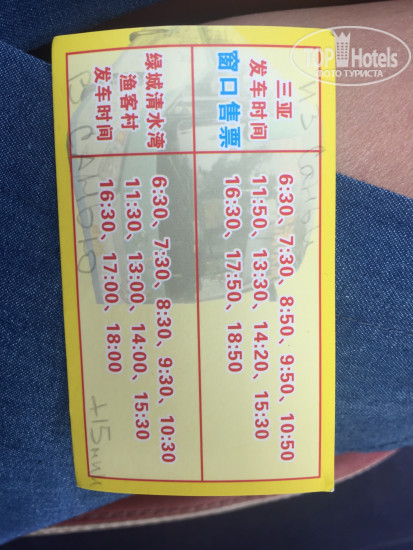 三亚
发车时间
窗口售票
6:30、7:30、8:50、9:50、10:50
11:50、13:30、14:20、15:30
16:30、17:50、18:50
绿城清水湾
渔客村
发车时间
6:30、7:30、8:30、9:30、10:30
11:30、13:00、14:00、15:30
16:30、17:00、18:00
В САНЬЮ
+15мин
TOP Hotels
ФОТО ТУРИСТА